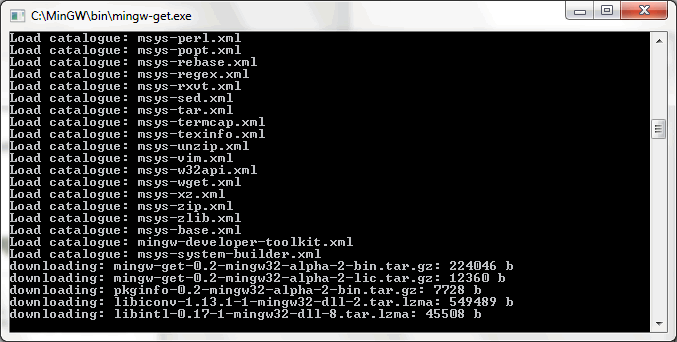 C:\MinGW\bin\mingw-get.exe
Load catalogue: msys-perl.xml
Load catalogue: msys-popt.xml
Load catalogue: msys-rebase.xml
Load catalogue: msys-regex.xml
Load catalogue: msys-rxvt.xml
Load catalogue: msys-sed.xml
Load catalogue: msys-tar.xml
Load catalogue: msys-termcap.xml
Load catalogue: msys-texinfo.xml
Load catalogue: msys-unzip.xml
Load catalogue: msys-vim.xml
Load catalogue: msys-w32api.xml
Load catalogue: msys-wget.xml
Load catalogue: msys-xz.xml
Load catalogue: msys-zip.xml
Load catalogue: msys-zlib.xml
Load catalogue: msys-base.xml
Load catalogue: mingw-developer-toolkit.xml
Load catalogue: msys-system-builder.xml
downloading: mingw-get-0.2-mingw32-alpha-2-bin.tar.gz: 224046 b
downloading: mingw-get-0.2-mingw32-alpha-2-lic.tar.gz: 12360 b
downloading: pkginfo-0.2-mingw32-alpha-2-bin.tar.gz: 7728 b
downloading: libiconv-1.13.1-1-mingw32-dll-2.tar.lzma: 549489 b
downloading: libintl-0.17-1-mingw32-dll-8.tar.lzma: 45508 b